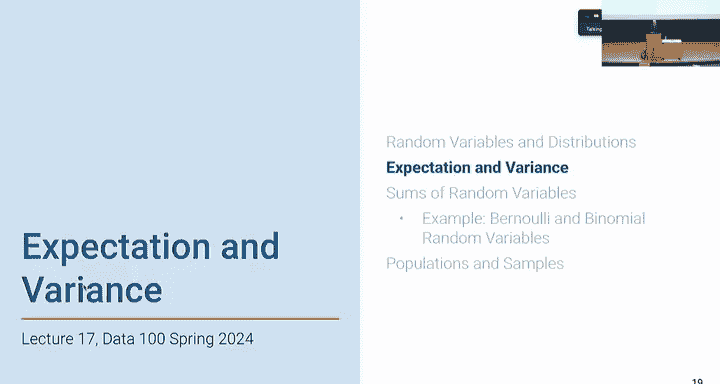 Talking
Random Variables and Distributions
Expectation and Variance
Sums of Random Variables
• Example: Bernoulli and Binomial
Random Variables
Populations and Samples
Expectation and
Variance
Lecture 17, Data 100 Spring 2024
19